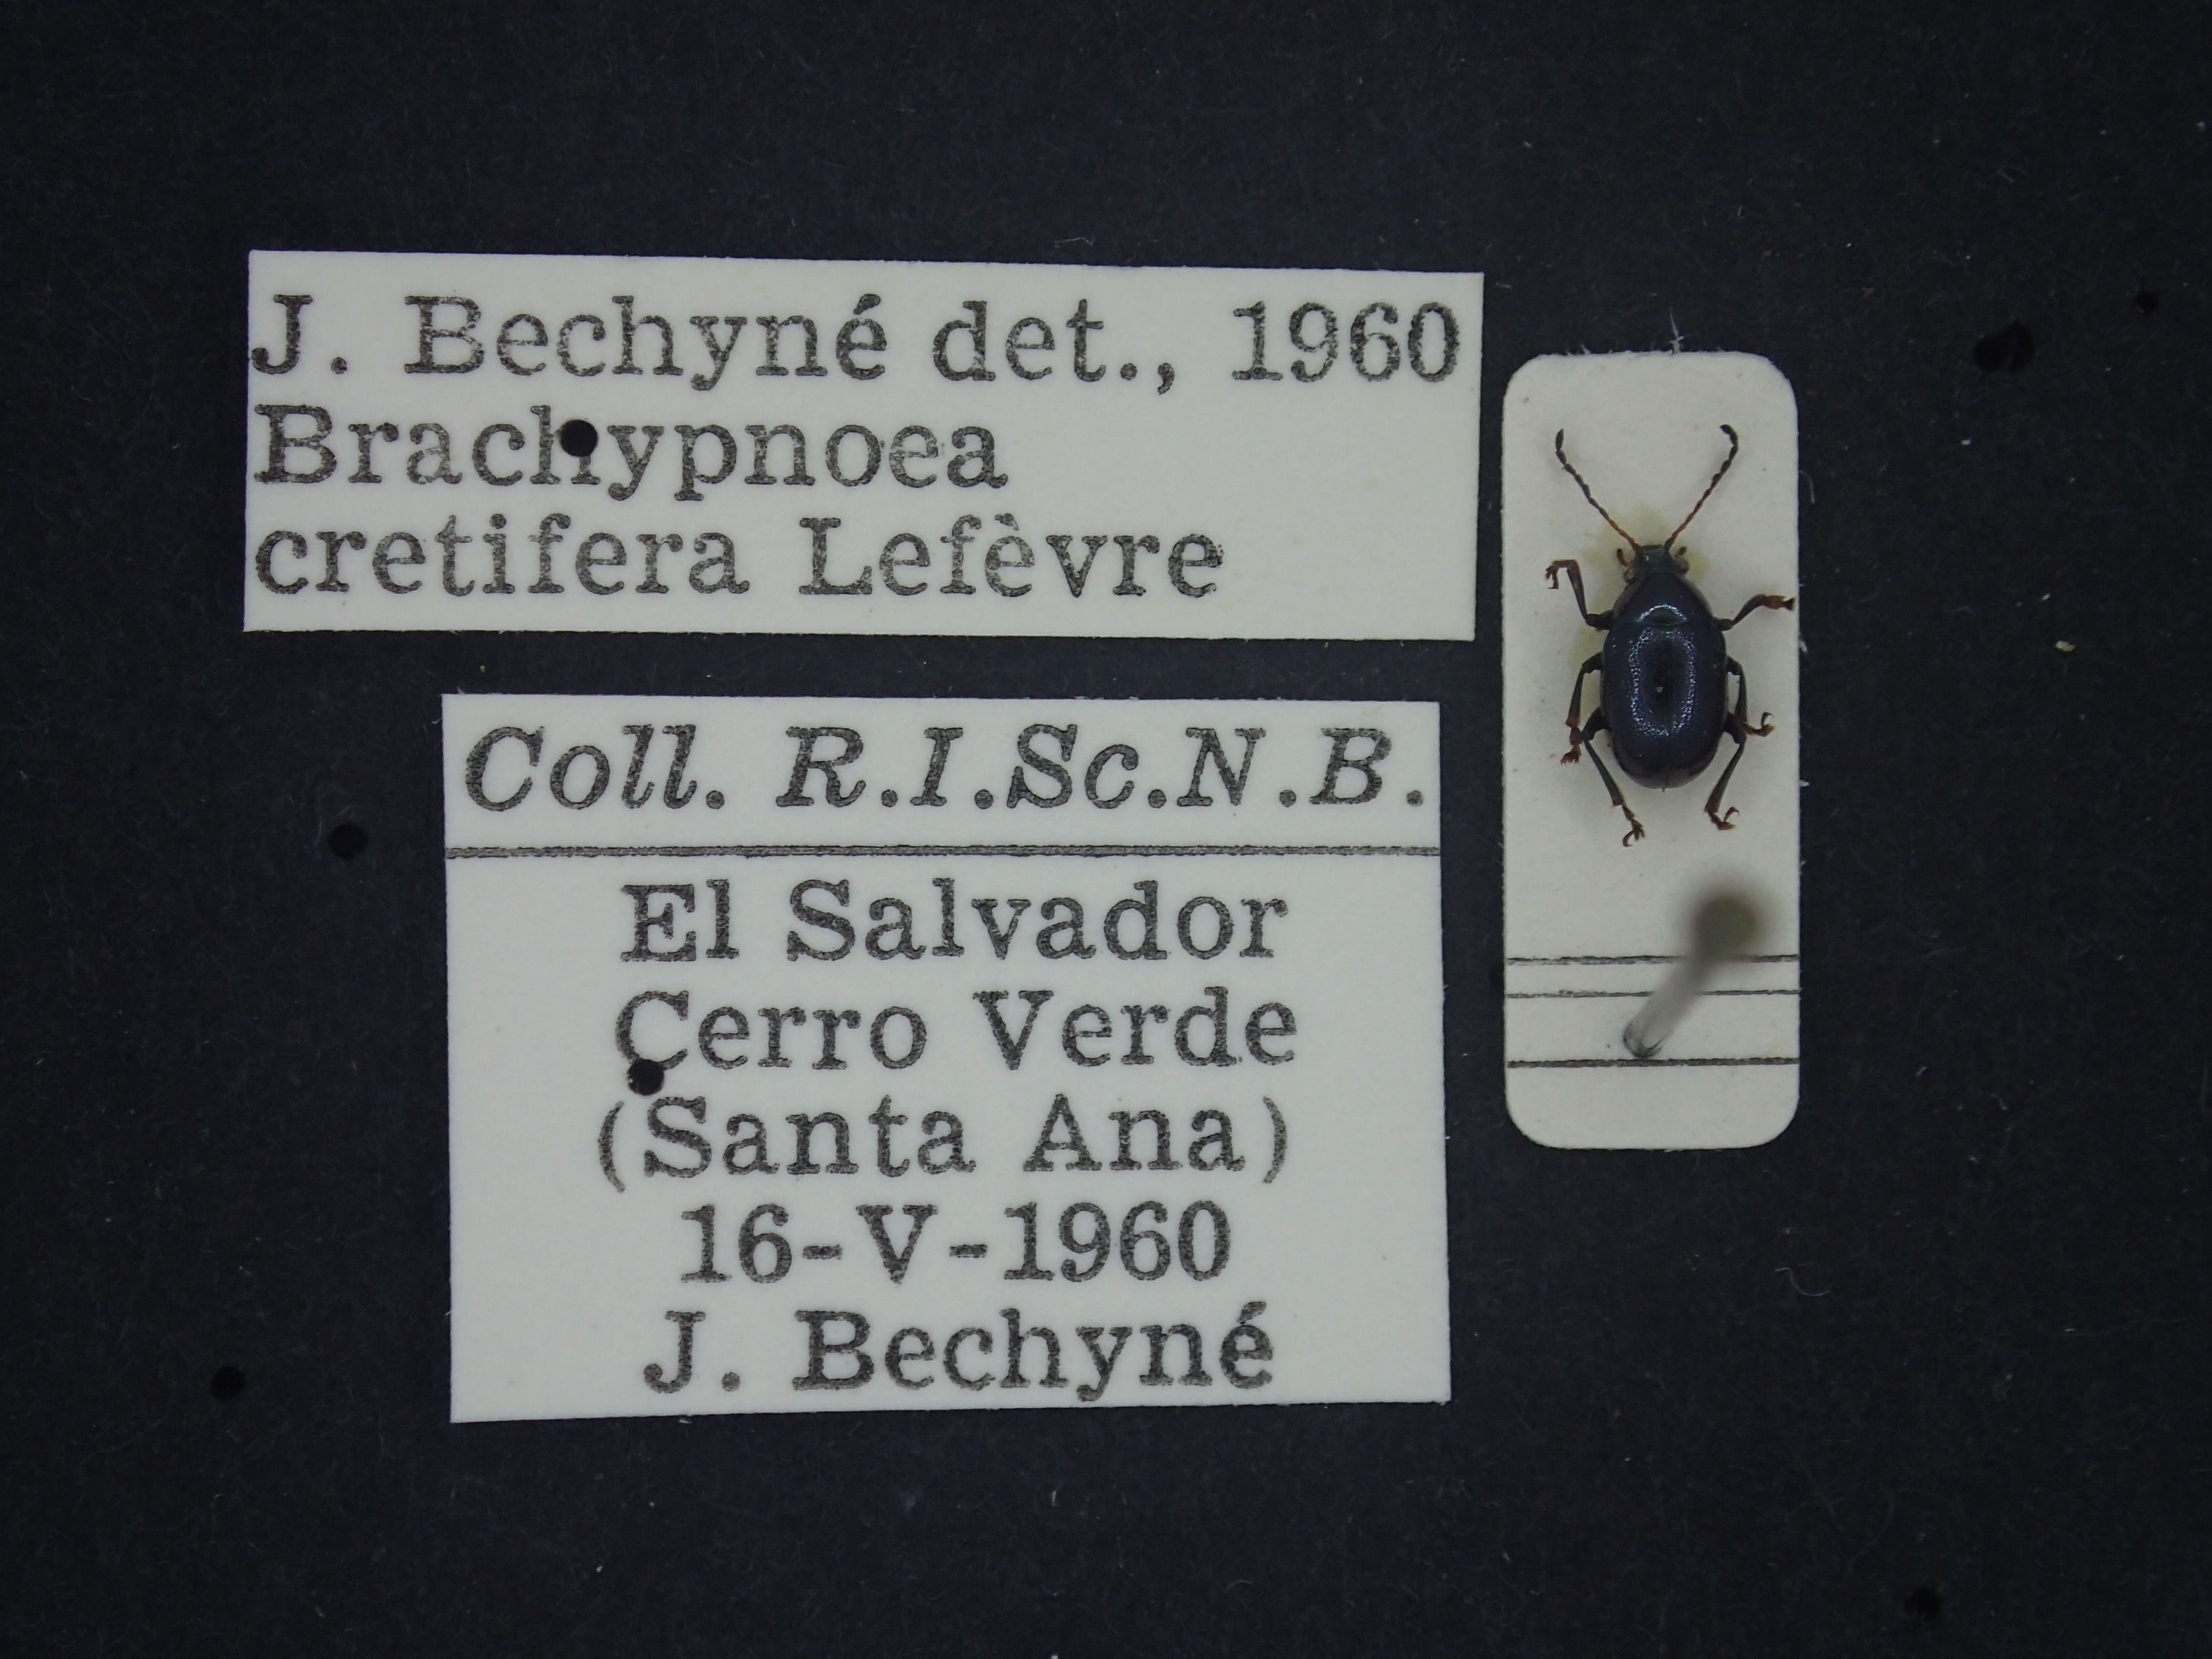 J. Bechyné det., 1960
Brachypnoea
cretifera Lefèvre
Coll. R.I.Sc.N.B.
El Salvador
Cerro Verde
(Santa Ana)
16-V-1960
J. Bechyné